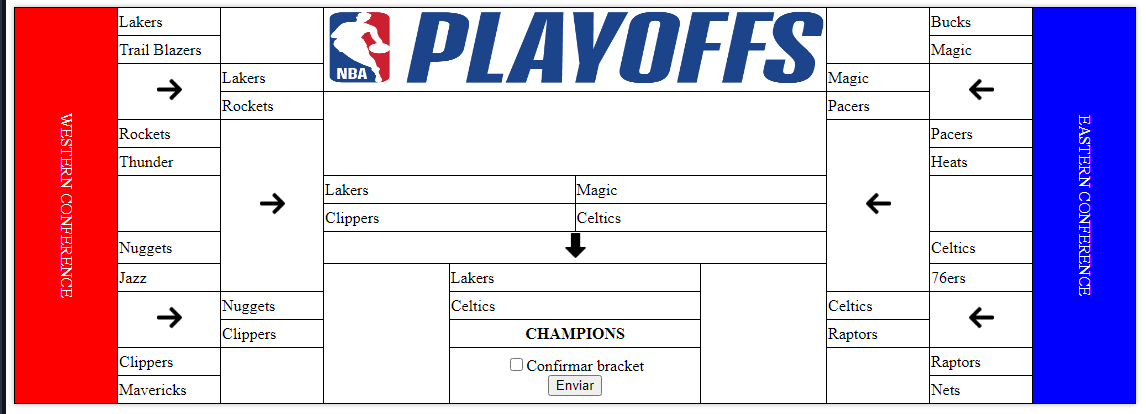 WESTERN CONFERENCE
Lakers
Trail Blazers
Rockets
Thunder
Nuggets
Jazz
Clippers
Mavericks
Lakers
Rockets
Nuggets
Clippers
NBA PLAYOFFS
Lakers Magic
Clippers Celtics
Lakers
Celtics
CHAMPIONS
Confirmar bracket
Enviar
Magic
Pacers
Celtics
Raptors
Bucks
Magic
Pacers
Heats
Celtics
76ers
Raptors
Nets
EASTERN CONFERENCE